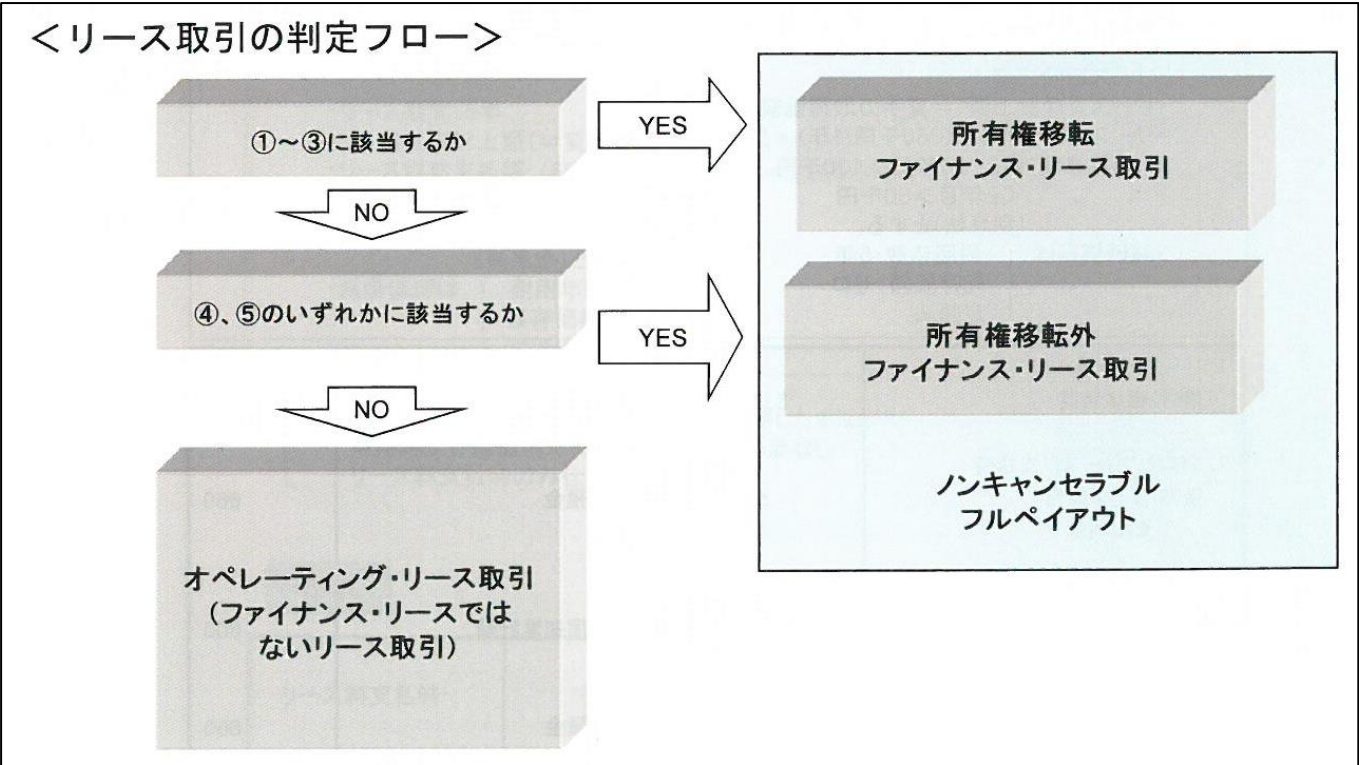 ＜リース取引の判定フロー＞
①～③に該当するか
YES
所有権移転
ファイナンス・リース取引
NO
④、⑤のいずれかに該当するか
YES
所有権移転外
ファイナンス・リース取引
NO
ノンキャンセラブル
フルペイアウト
オペレーティング・リース取引
（ファイナンス・リースでは
ないリース取引）